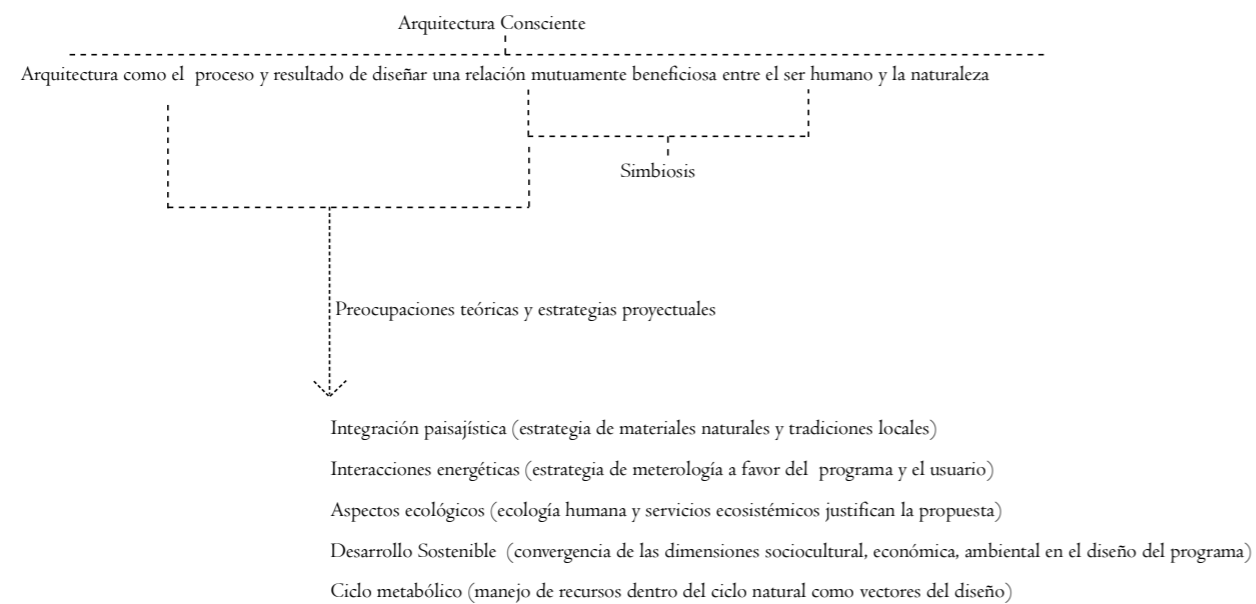 Arquitectura Consciente
Arquitectura como el proceso y resultado de diseñar una relación mutuamente beneficiosa entre el ser humano y la naturaleza
Simbiosis
Preocupaciones teóricas y estrategias proyectuales
Integración paisajística (estrategia de materiales naturales y tradiciones locales)
Interacciones energéticas (estrategia de meterología a favor del programa y el usuario)
Aspectos ecológicos (ecología humana y servicios ecosistémicos justifican la propuesta)
Desarrollo Sostenible (convergencia de las dimensiones sociocultural, económica, ambiental en el diseño del programa)
Ciclo metabólico (manejo de recursos dentro del ciclo natural como vectores del diseño)